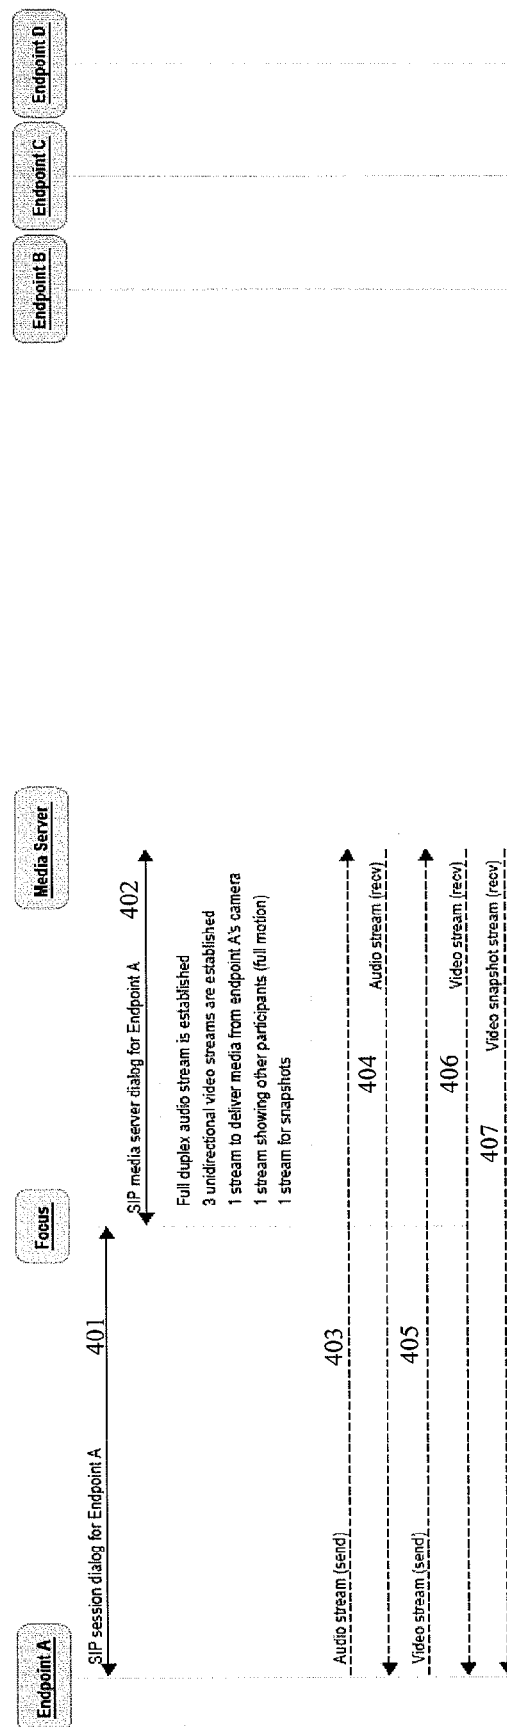 Endpoint A
Focus
Media Server
Endpoint B
Endpoint C
Endpoint D
SIP session dialog for Endpoint A
401
SIP media server dialog for Endpoint A
402
Full duplex audio stream is established
3 unidirectional video streams are established
1 stream to deliver media from endpoint A's camera
1 stream showing other participants (full motion)
1 stream for snapshots
Audio stream (send)
403
404
Audio stream (recv)
Video stream (send)
405
406
Video stream (recv)
407
Video snapshot stream (recv)